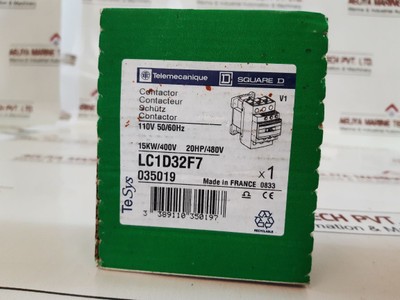 Telemecanique
SQUARE D
Contactor
Contacteur
Schütz
Contactor
V1
110V 50/60Hz
15KW/400V 20HP/480V
LC1D32F7
035019
x1
Made in FRANCE 0833
TeSys
3 389110 350197
RECYCLABLE